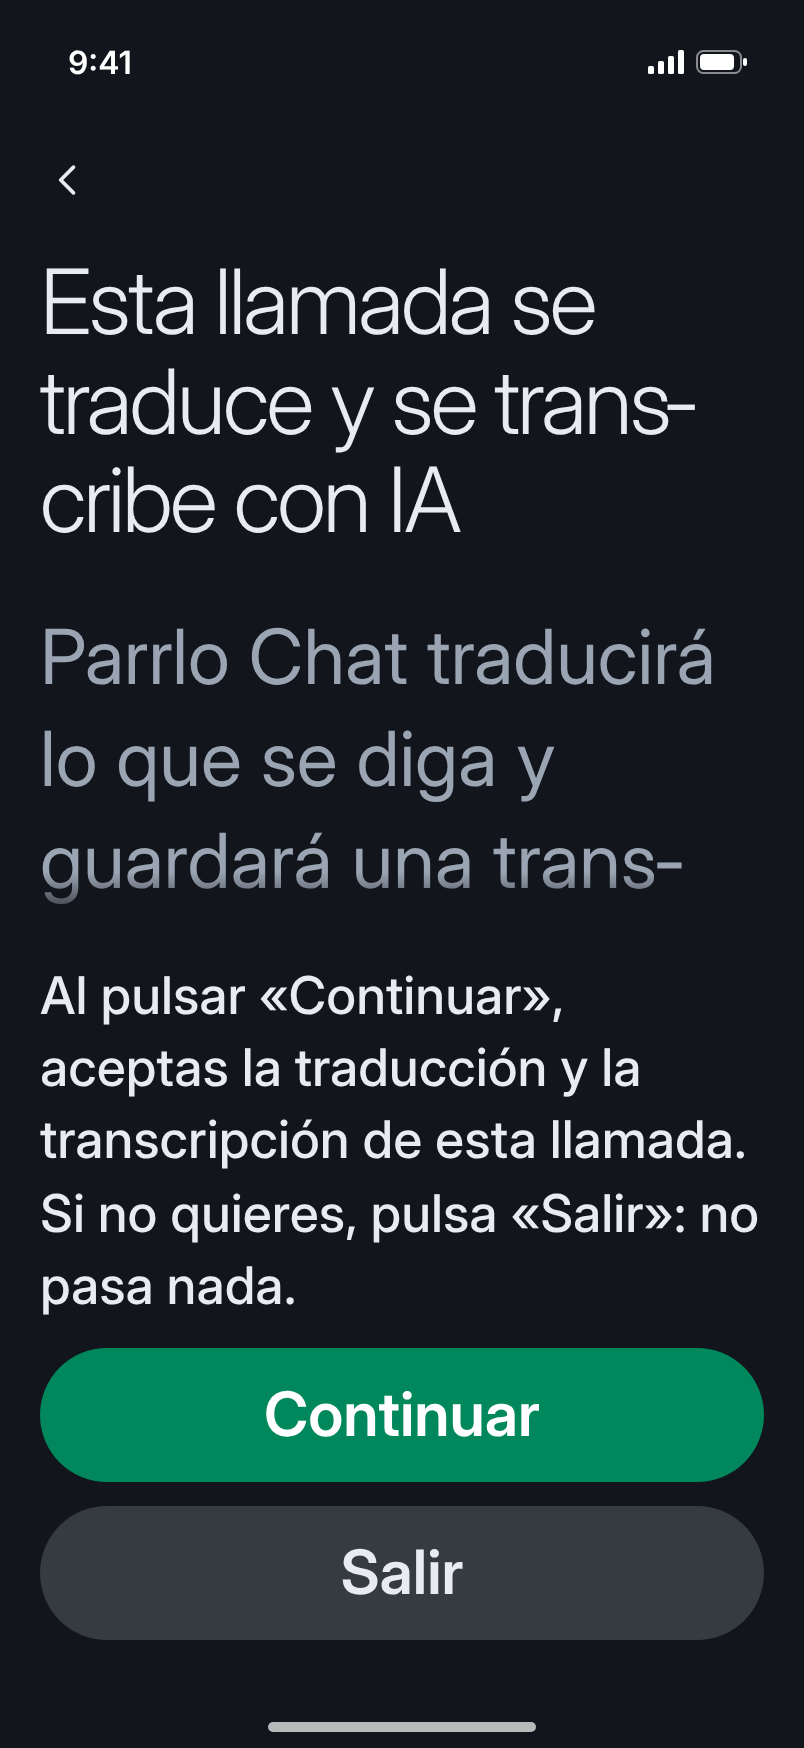 9:41
Esta llamada se
traduce y se trans-
cribe con IA
Parrlo Chat traducirá
lo que se diga y
guardará una trans-
Al pulsar «Continuar»,
aceptas la traducción y la
transcripción de esta llamada.
Si no quieres, pulsa «Salir»: no
pasa nada.
Continuar
Salir